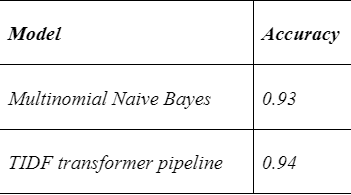 Model Accuracy
Multinomial Naive Bayes 0.93
TIDF transformer pipeline 0.94